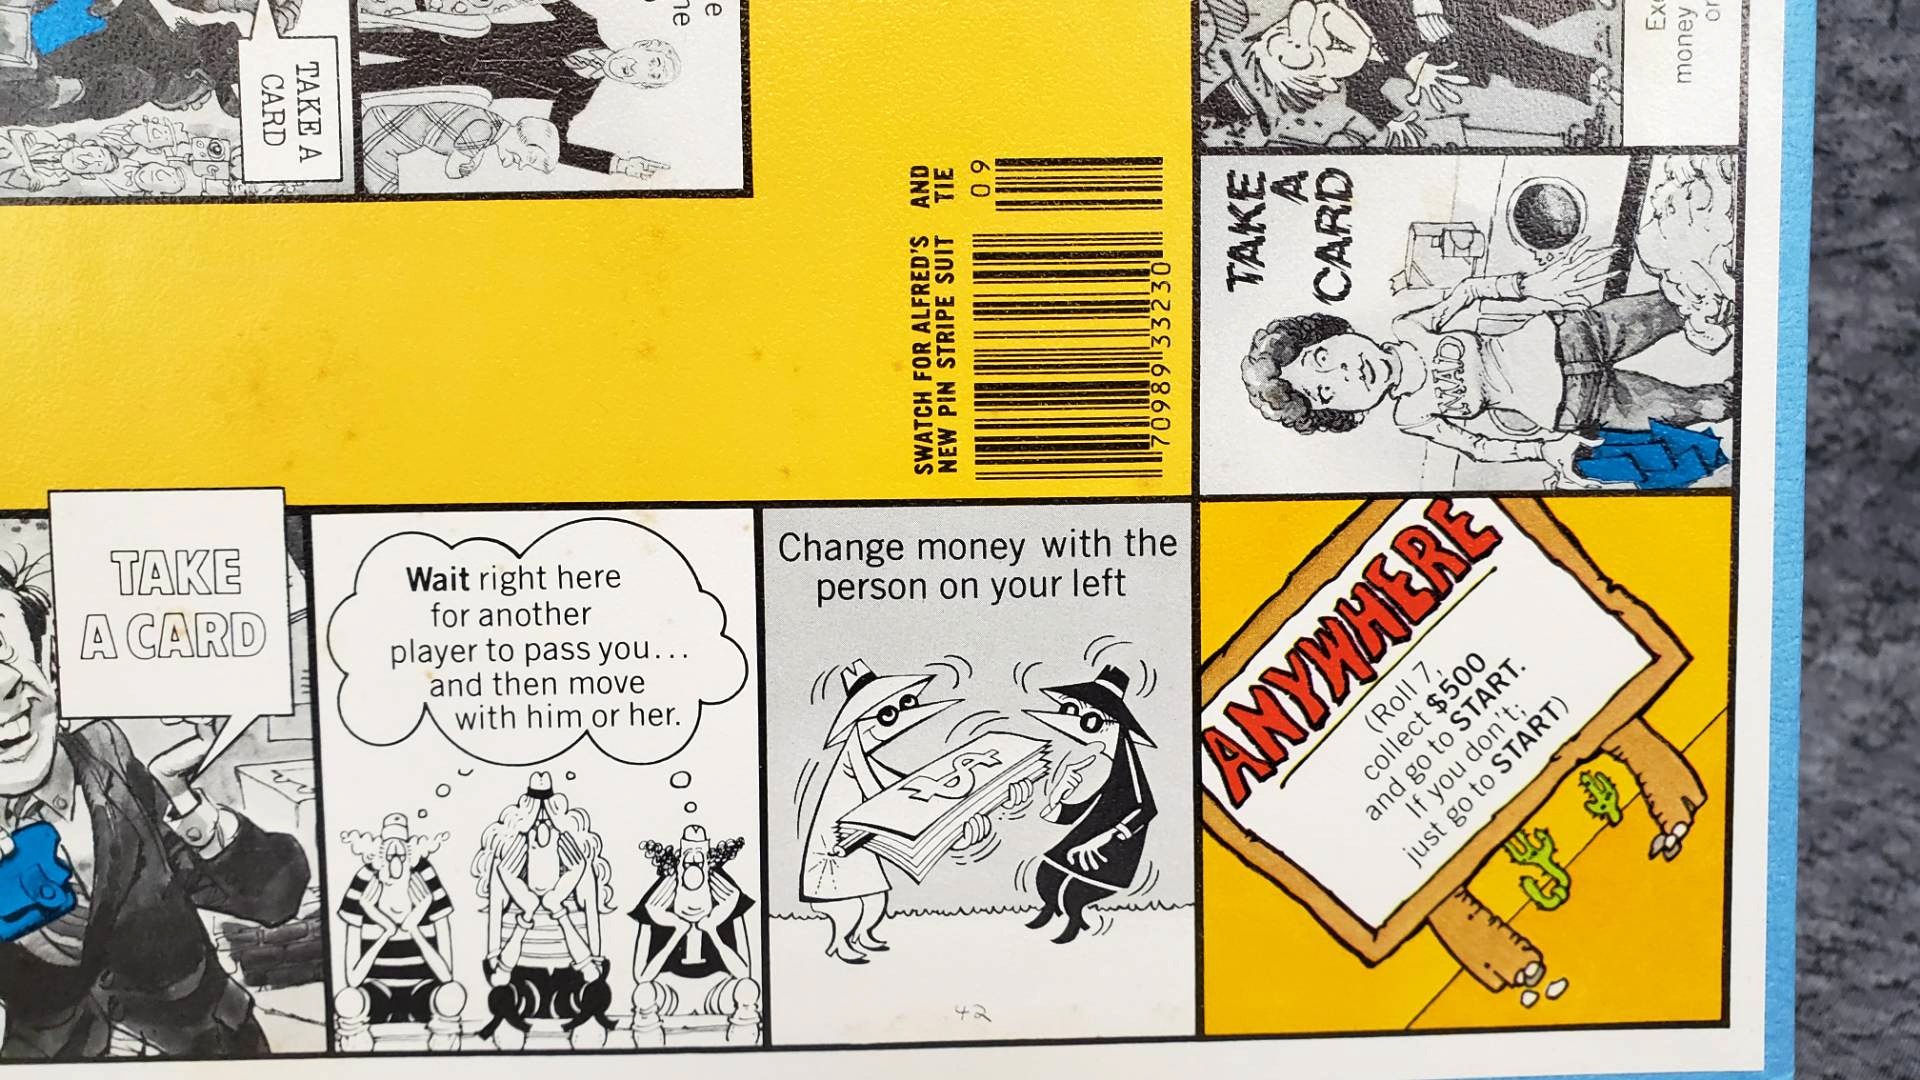 TAKE A
CARD
SWATCH FOR ALFRED'S AND
NEW PIN STRIPE SUIT TIE
09
70989 33230
money
TAKE
A
CARD
MAD
TAKE
A CARD
Wait right here
for another
player to pass you...
and then move
with him or her.
Change money with the
person on your left
$
42
ANYWHERE
(Roll 7,
collect $500
and go to START.
If you don't;
just go to START)